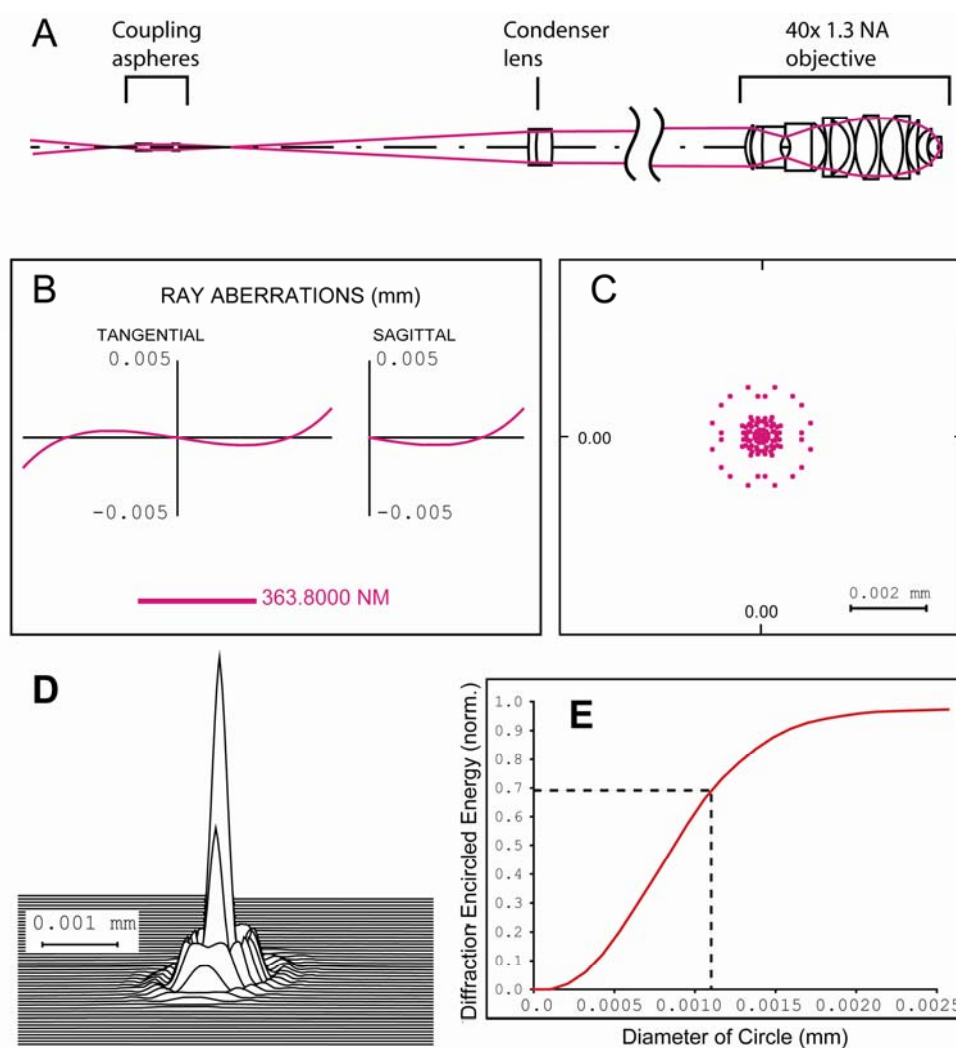 A
Coupling
aspheres
Condenser
lens
40x 1.3 NA
objective
B
RAY ABERRATIONS (mm)
TANGENTIAL
SAGITTAL
0.005
0.005
-0.005
-0.005
363.8000 NM
C
0.00
0.002 mm
0.00
D
0.001 mm
E
Diffraction Encircled Energy (norm.)
1.0
0.9
0.8
0.7
0.6
0.5
0.4
0.3
0.2
0.1
0.0
0.0 0.0005 0.0010 0.0015 0.0020 0.0025
Diameter of Circle (mm)